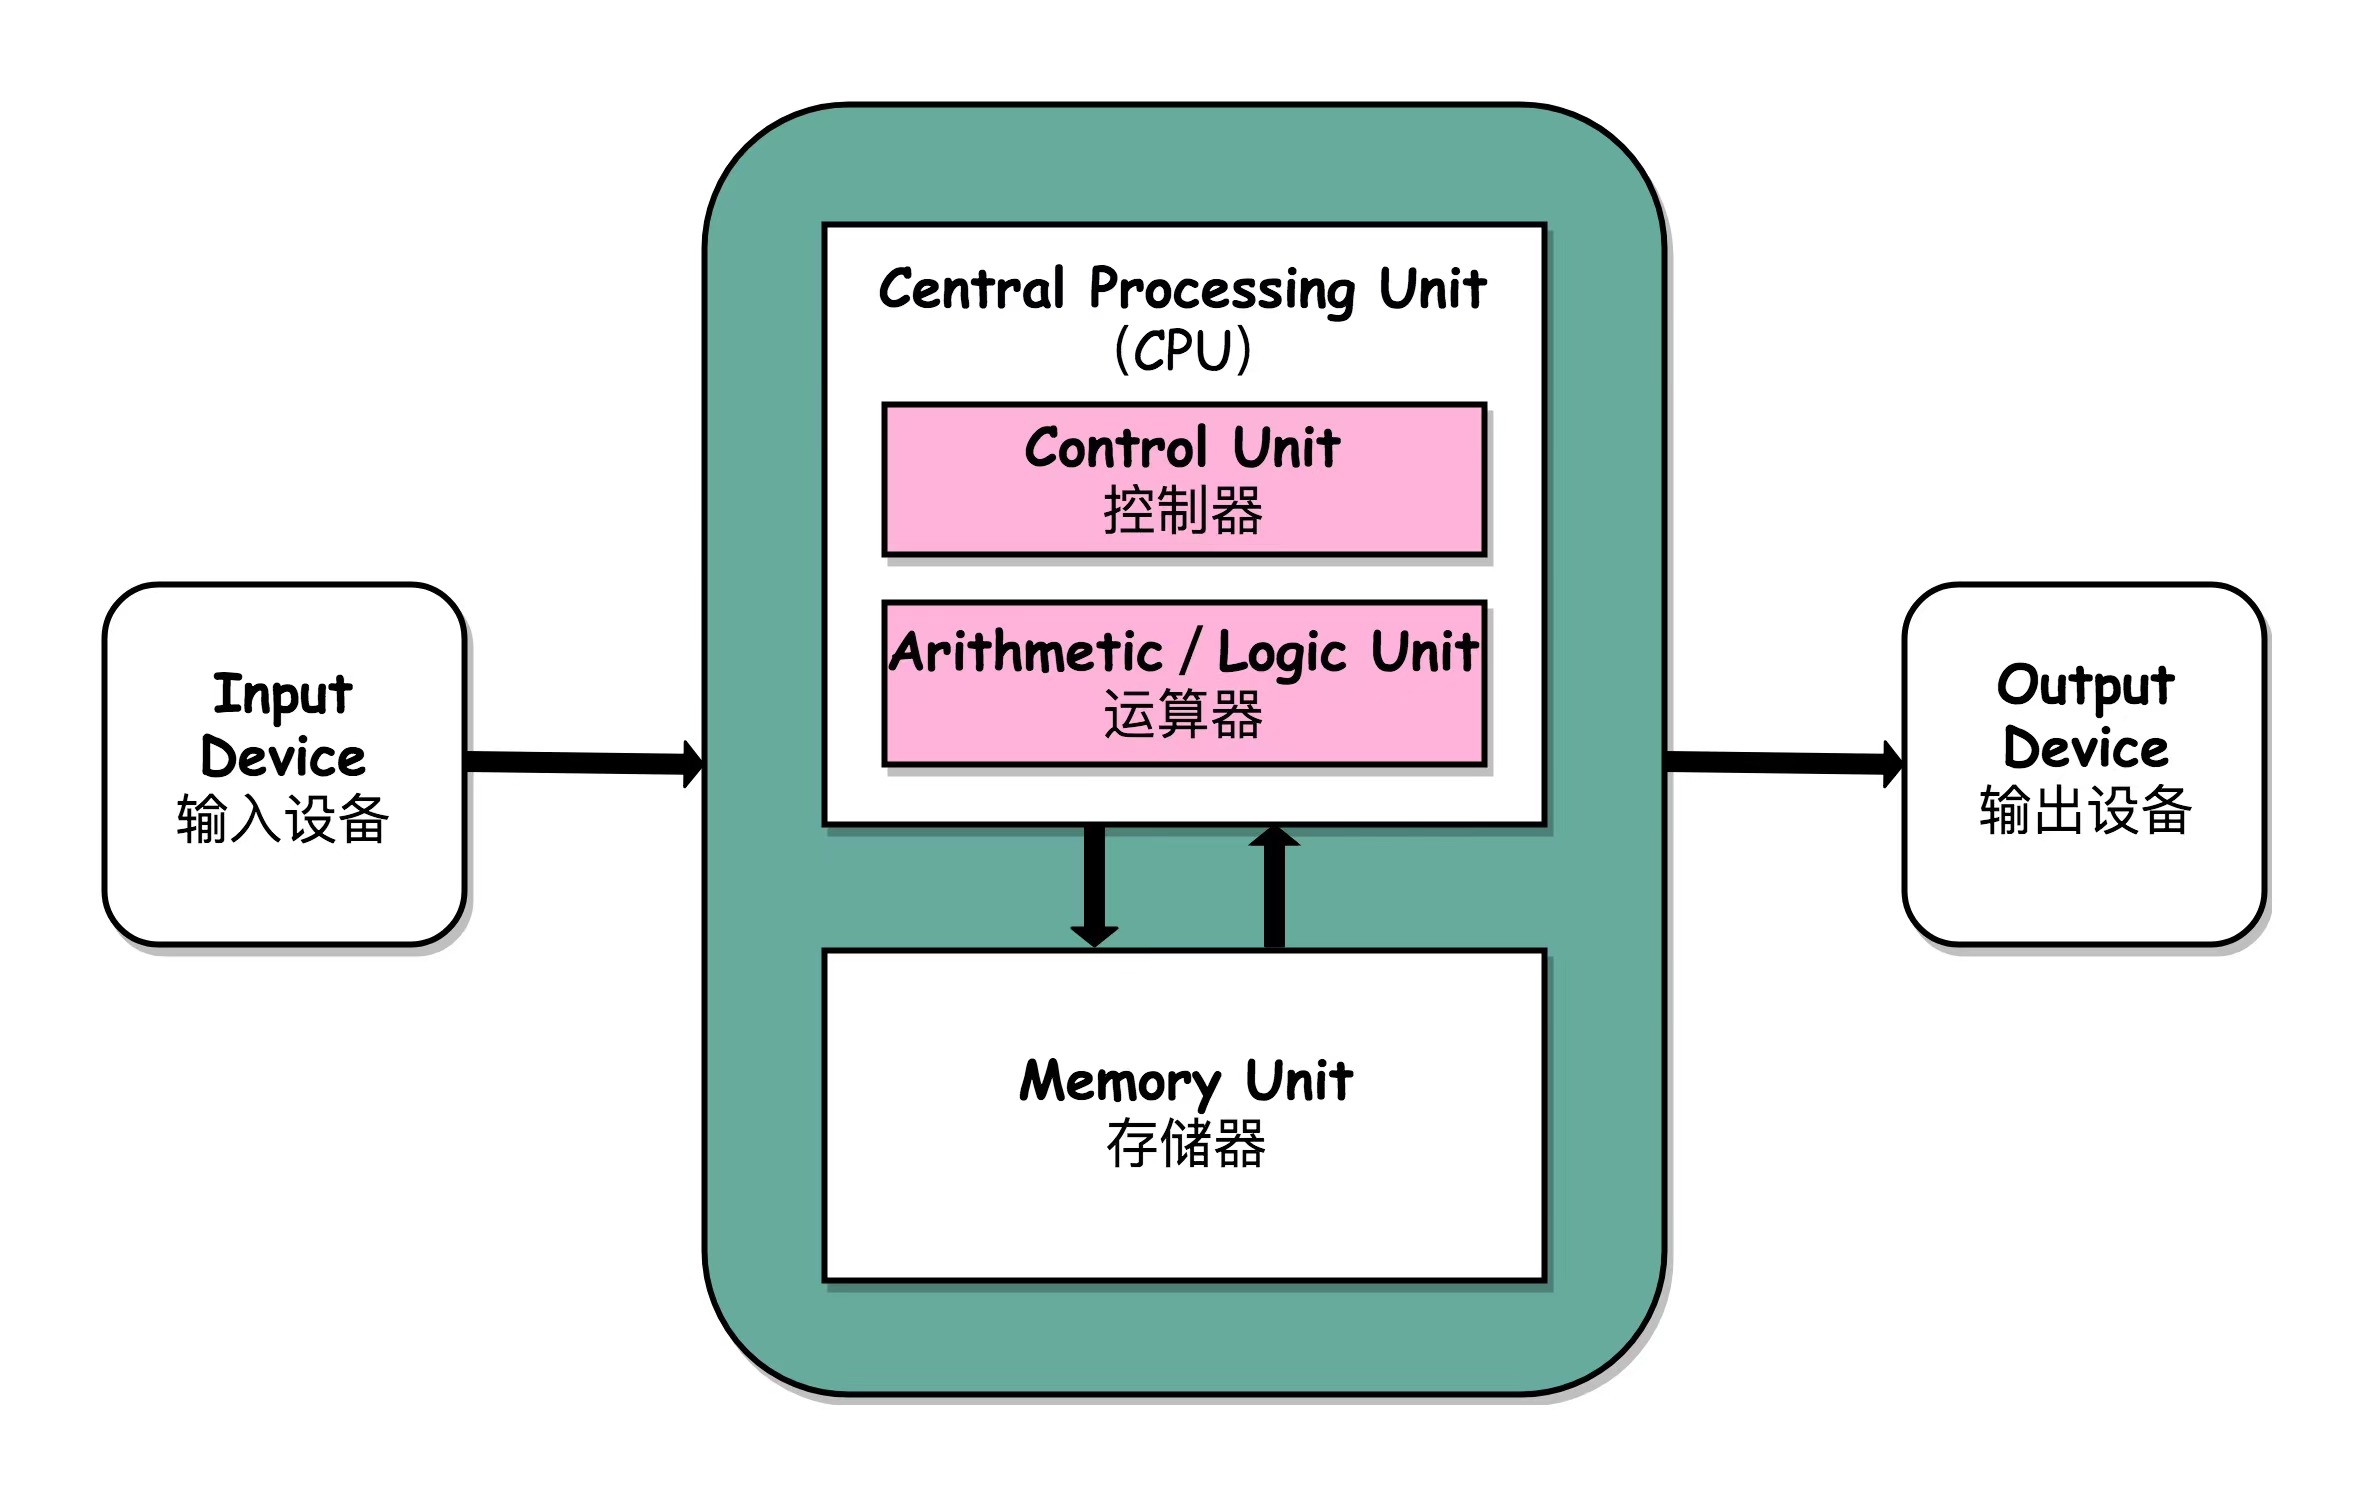 Central Processing Unit
(CPU)
Control Unit
控制器
Arithmetic / Logic Unit
运算器
Input
Device
输入设备
Output
Device
输出设备
Memory Unit
存储器